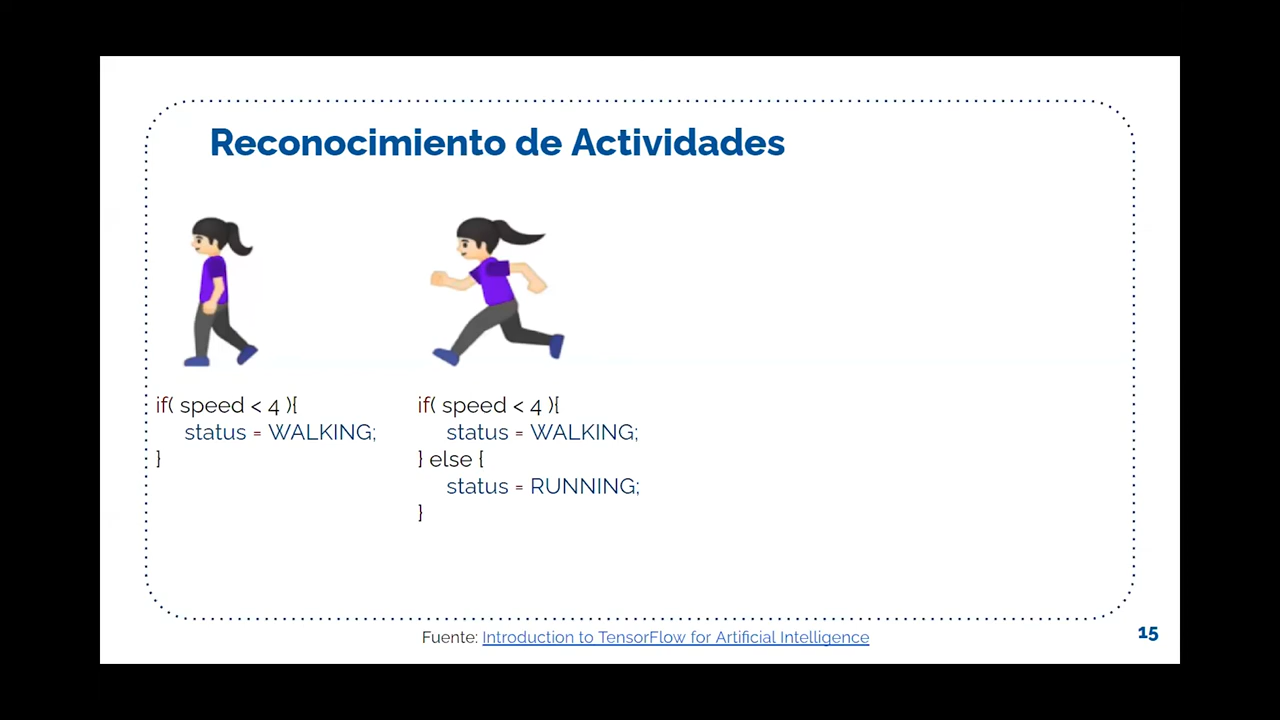 Reconocimiento de Actividades
if( speed < 4 ){
status = WALKING;
}
if( speed < 4 ){
status = WALKING;
} else {
status = RUNNING;
}
Fuente: Introduction to TensorFlow for Artificial Intelligence
15